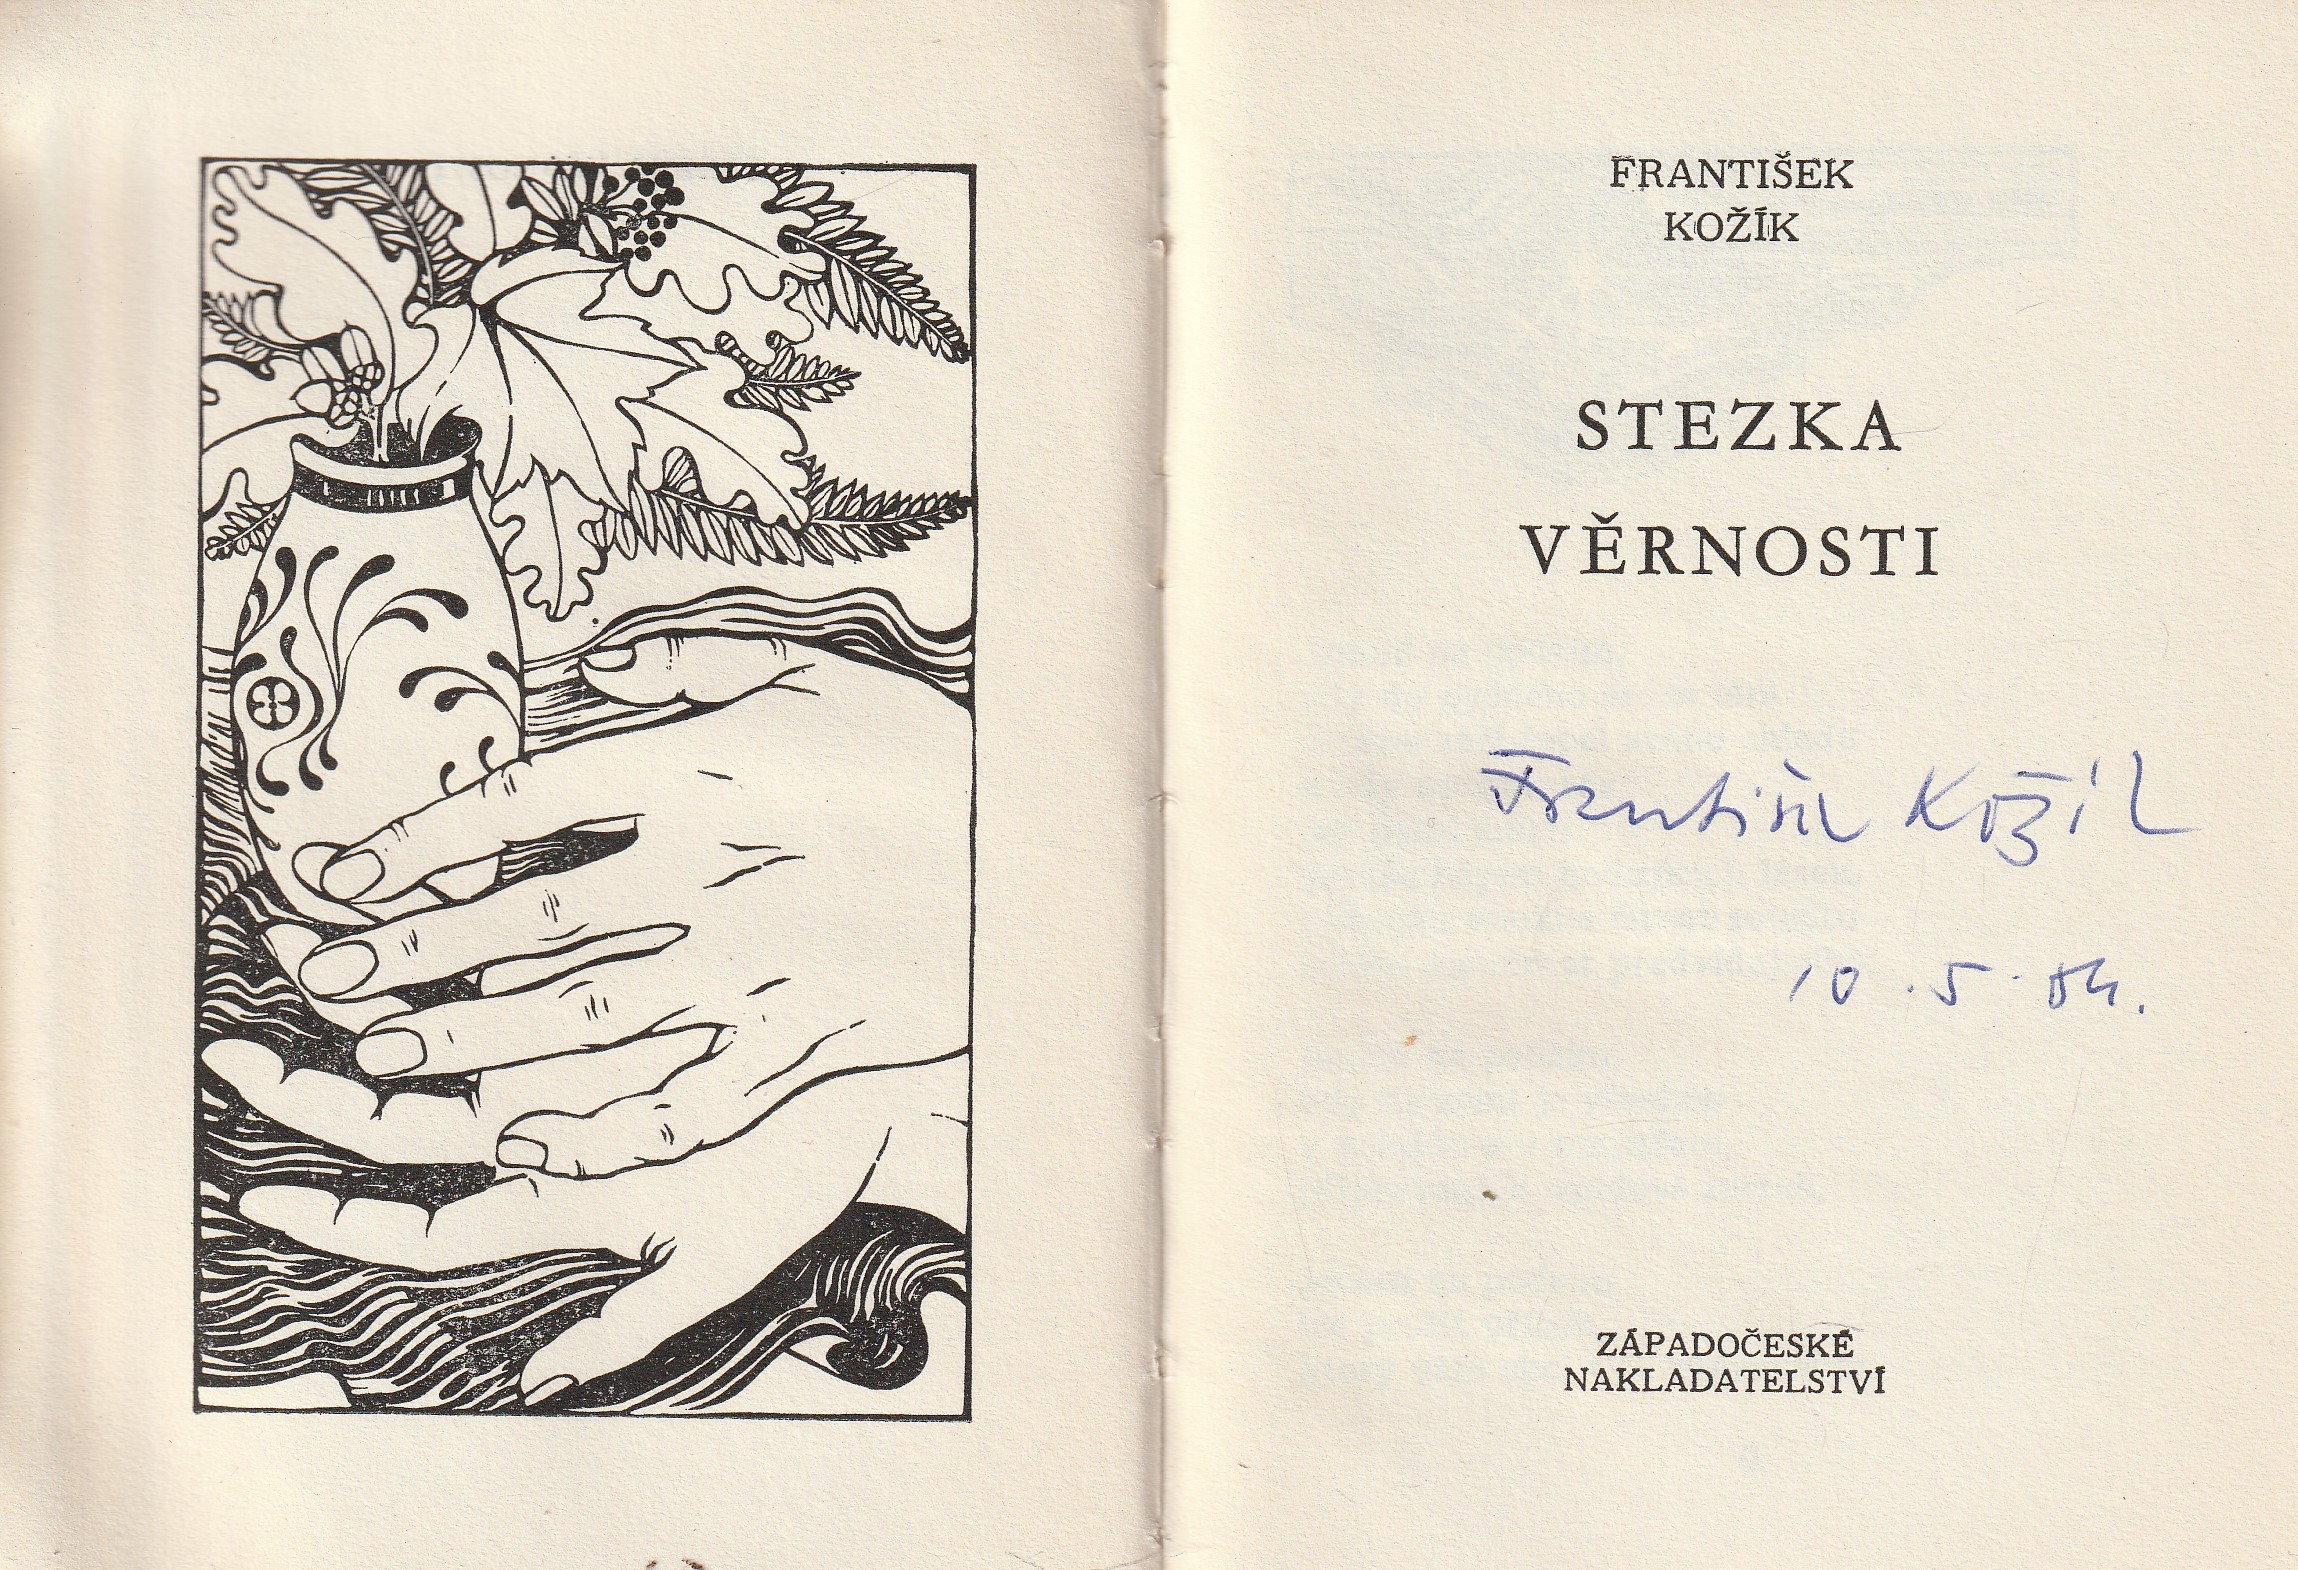 FRANTIŠEK
KOŽÍK
STEZKA
VĚRNOSTI
František Kožík
10.5.84.
ZÁPADOČESKÉ
NAKLADATELSTVÍ